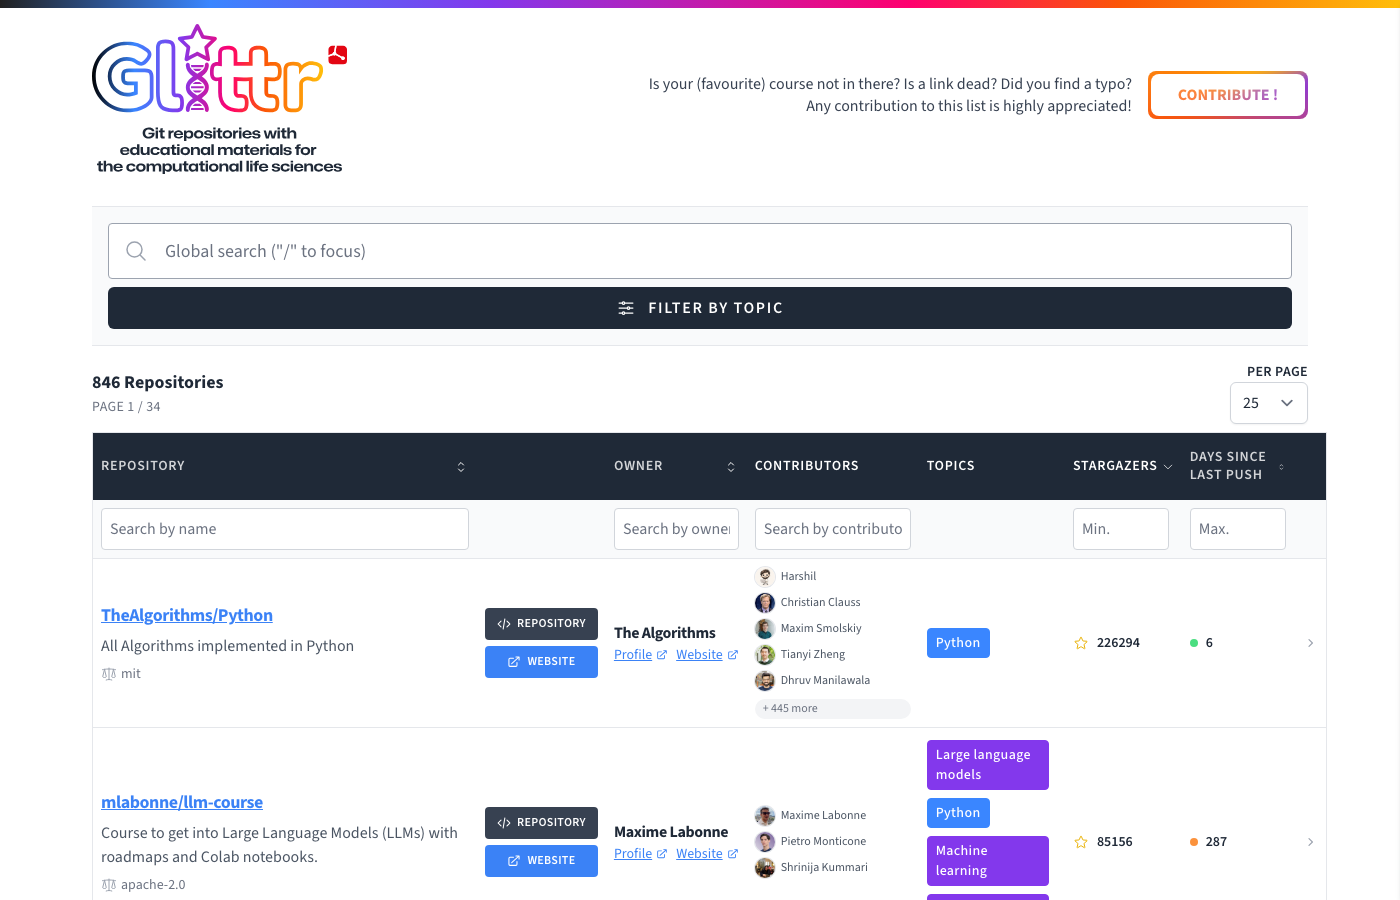 Glittr
Git repositories with
educational materials for
the computational life sciences
Is your (favourite) course not in there? Is a link dead? Did you find a typo?
Any contribution to this list is highly appreciated!
CONTRIBUTE !
Global search ("/" to focus)
FILTER BY TOPIC
846 Repositories
PAGE 1 / 34
PER PAGE
25
REPOSITORY
OWNER
CONTRIBUTORS
TOPICS
STARGAZERS
DAYS SINCE
LAST PUSH
Search by name
Search by owner
Search by contributo
Min.
Max.
TheAlgorithms/Python
All Algorithms implemented in Python
mit
REPOSITORY
WEBSITE
The Algorithms
Profile Website
Harshil
Christian Clauss
Maxim Smolskiy
Tianyi Zheng
Dhruv Manilawala
+ 445 more
Python
226294
6
mlabonne/llm-course
Course to get into Large Language Models (LLMs) with
roadmaps and Colab notebooks.
apache-2.0
REPOSITORY
WEBSITE
Maxime Labonne
Profile Website
Maxime Labonne
Pietro Monticone
Shrinija Kummari
Large language
models
Python
Machine
learning
85156
287